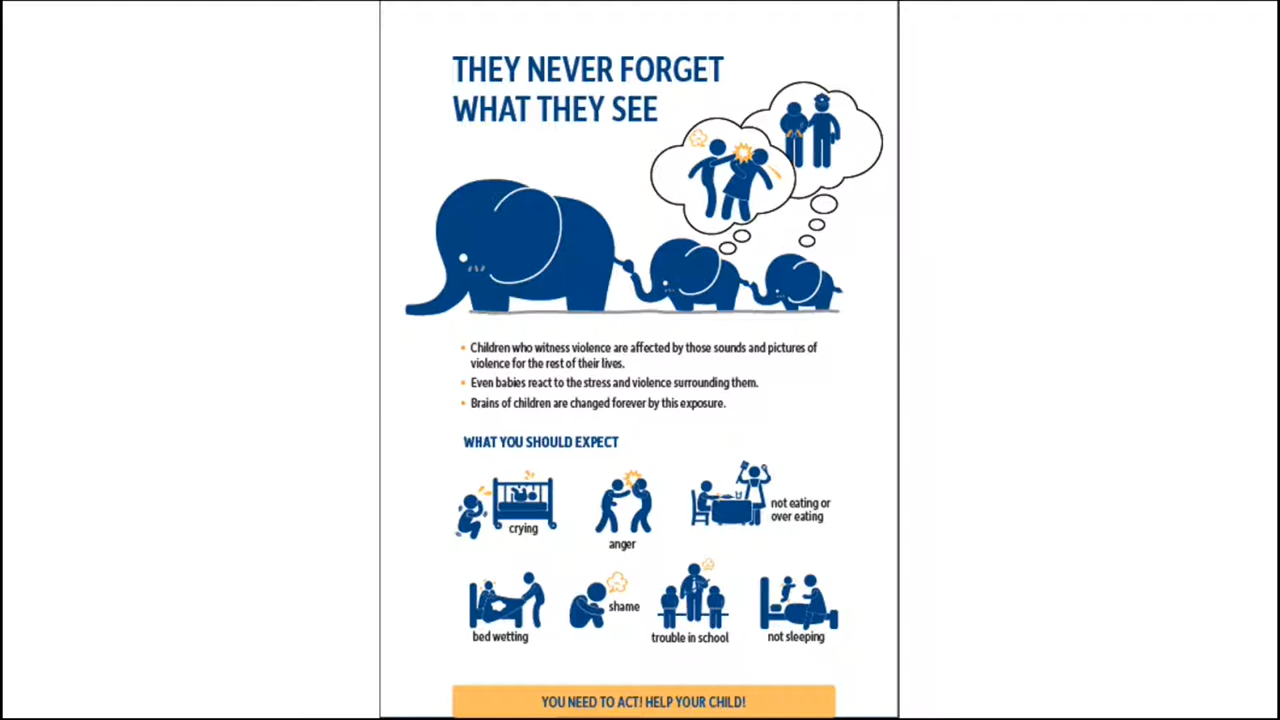 THEY NEVER FORGET
WHAT THEY SEE
• Children who witness violence are affected by those sounds and pictures of
violence for the rest of their lives.
• Even babies react to the stress and violence surrounding them.
• Brains of children are changed forever by this exposure.
WHAT YOU SHOULD EXPECT
crying
anger
not eating or
over eating
bed wetting
shame
trouble in school
not sleeping
YOU NEED TO ACT! HELP YOUR CHILD!